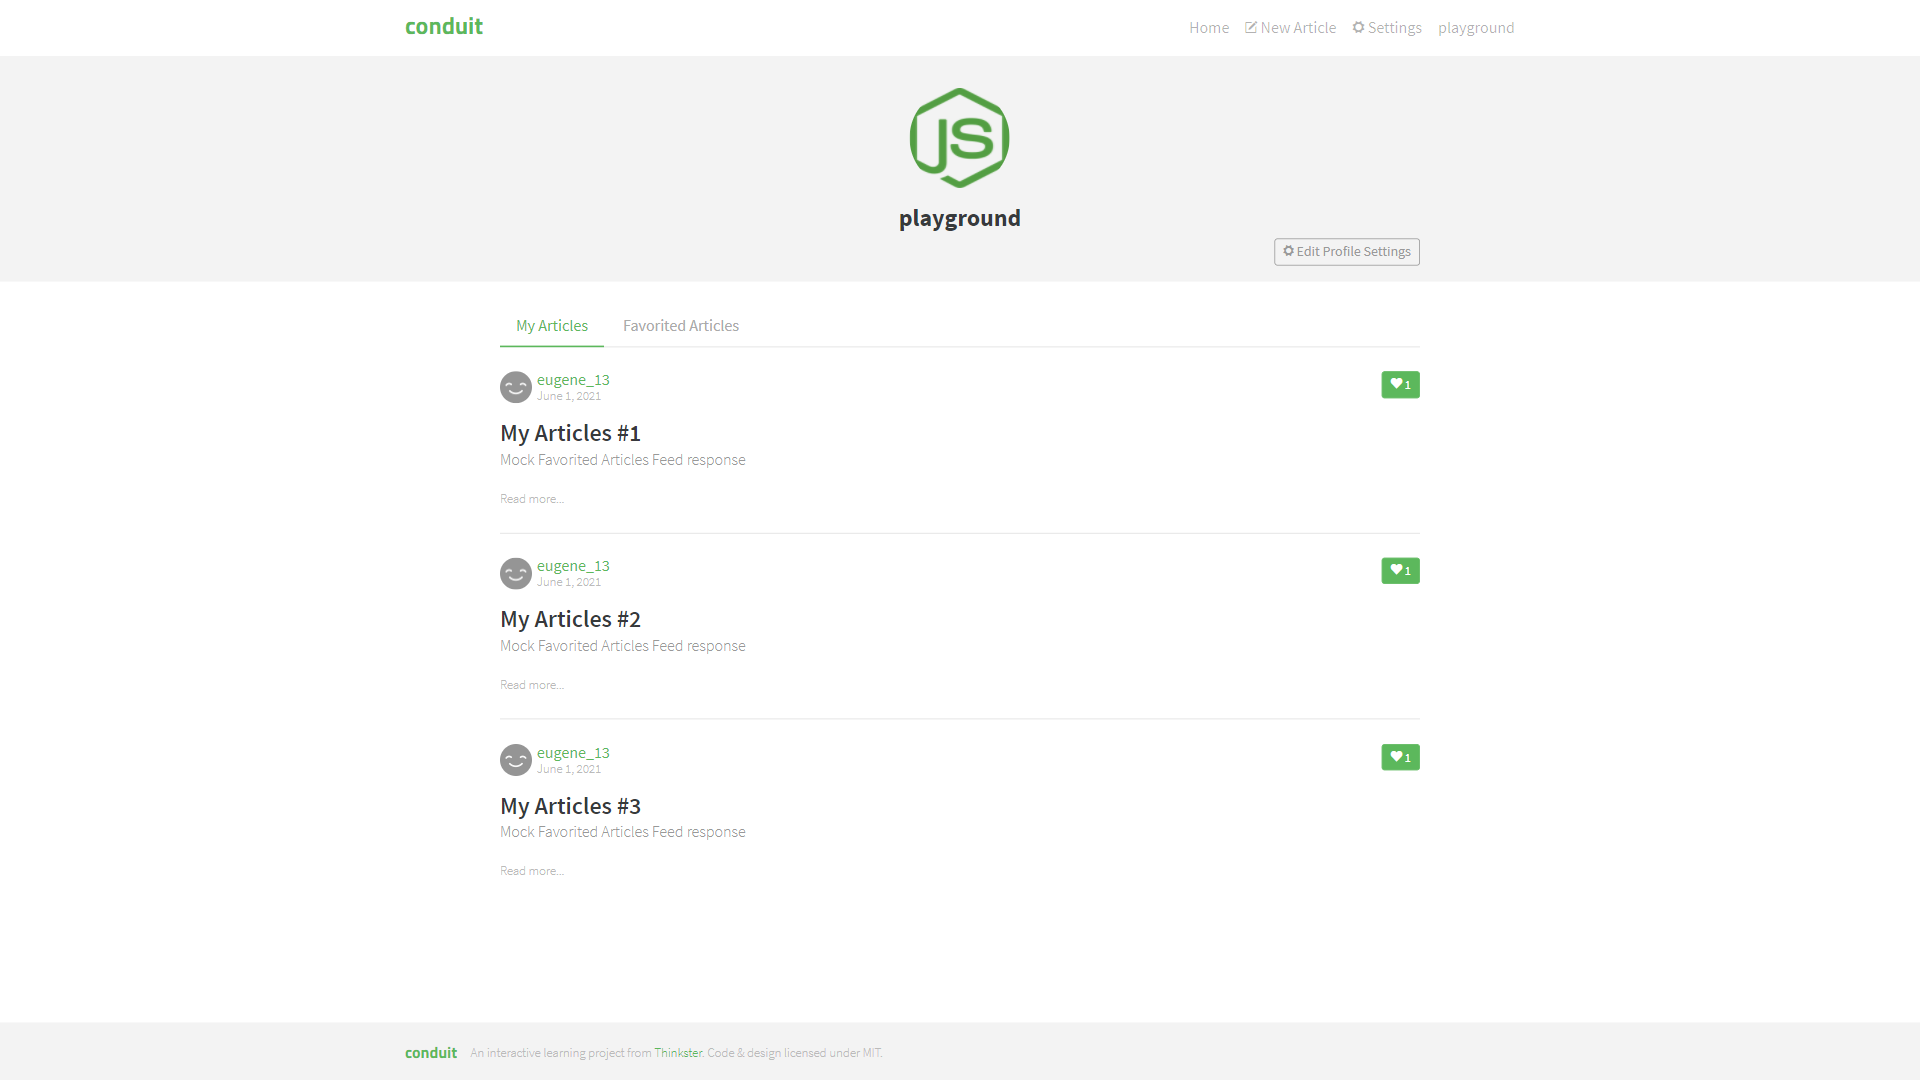 conduit
Home New Article Settings playground
JS
playground
Edit Profile Settings
My Articles Favorited Articles
eugene_13
June 1, 2021
1
My Articles #1
Mock Favorited Articles Feed response
Read more...
eugene_13
June 1, 2021
1
My Articles #2
Mock Favorited Articles Feed response
Read more...
eugene_13
June 1, 2021
1
My Articles #3
Mock Favorited Articles Feed response
Read more...
conduit An interactive learning project from Thinkster. Code & design licensed under MIT.